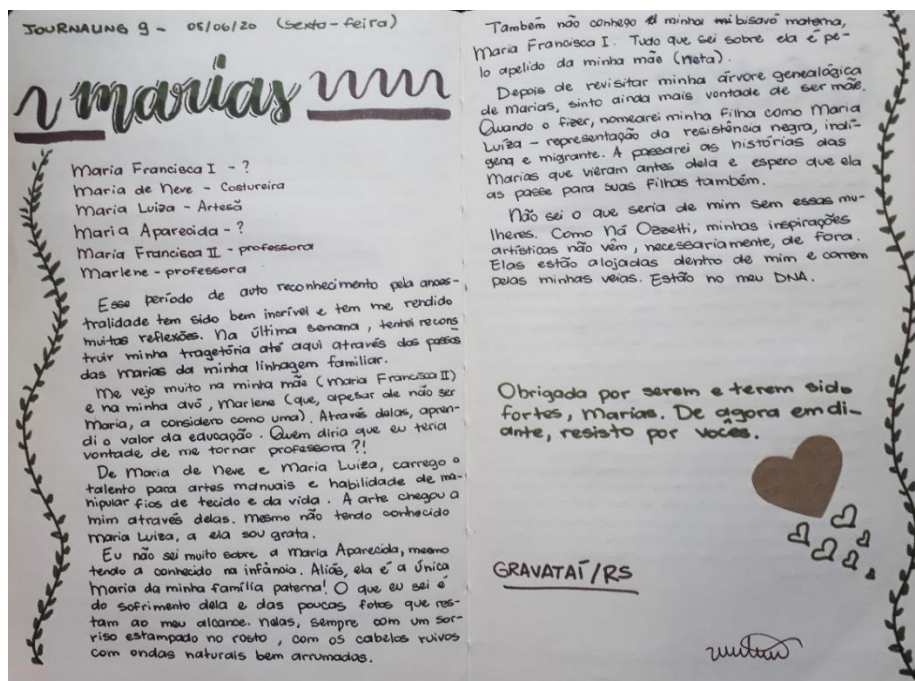 JOURNALING 9 - 05/06/20 (sexta-feira)
marias
Maria Francisca I - ?
Maria de Neve - Costureira
Maria Luiza - Artesã
Maria Aparecida - ?
Maria Francisca II - professora
Marlene - professora
Esse período de auto reconhecimento pela ances-
tralidade tem sido bem incrível e tem me rendido
muitas reflexões. Na última semana, tentei recons
truir minha tragetória até aqui através dos passos
das Marias da minha linhagem familiar.
Me vejo muito na minha mãe (Maria Francisca II)
e na minha avó, Marlene (que, apesar de não ser
Maria, a considero como uma). Através delas, apren-
di o valor da educação. Quem diria que eu teria
vontade de me tornar professora?!
De Maria de Neve e Maria Luiza, carrego o
talento para artes manuais e habilidade de ma-
nipular fios de tecido e da vida. A arte chegou a
mim através delas. Mesmo não tendo conhecido
Maria Luiza, a ela sou grata.
Eu não sei muito sobre a Maria Aparecida, mesmo
tendo a conhecido na infância. Aliás, ela é a única
Maria da minha família paterna! O que eu sei é
do sofrimento dela e das poucas fotos que res-
tam ao meu alcance. Nelas, sempre com um sor-
riso estampado no rosto, com os cabelos ruivos
com ondas naturais bem arrumadas.
Também não conheço minha bisavó materna,
Maria Francisca I. Tudo que sei sobre ela é pe-
lo apelido da minha mãe (Neta).
Depois de revisitar minha árvore genealógica
de Marias, sinto ainda mais vontade de ser mãe.
Quando o fizer, nomearei minha filha como Maria
Luiza - representação da resistência negra, indí-
gena e migrante. A passarei as histórias das
Marias que vieram antes dela e espero que ela
as passe para suas filhas também.
Não sei o que seria de mim sem essas mu-
lheres. Como Ná Ozzetti, minhas inspirações
artísticas não vêm, necessariamente, de fora.
Elas estão alojadas dentro de mim e correm
pelas minhas veias. Estão no meu DNA.
Obrigada por serem e terem sido
fortes, Marias. De agora em di-
ante, resisto por vocês.
GRAVATAÍ/RS